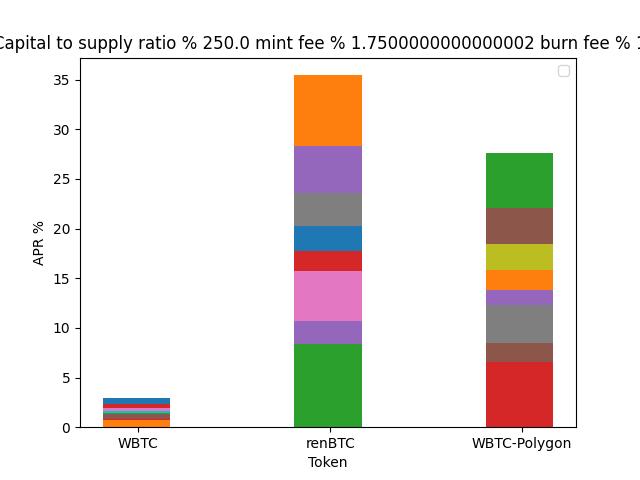 Capital to supply ratio % 250.0 mint fee % 1.7500000000000002 burn fee % 1
35
30
25
20
15
10
5
0
APR %
WBTC renBTC WBTC-Polygon
Token